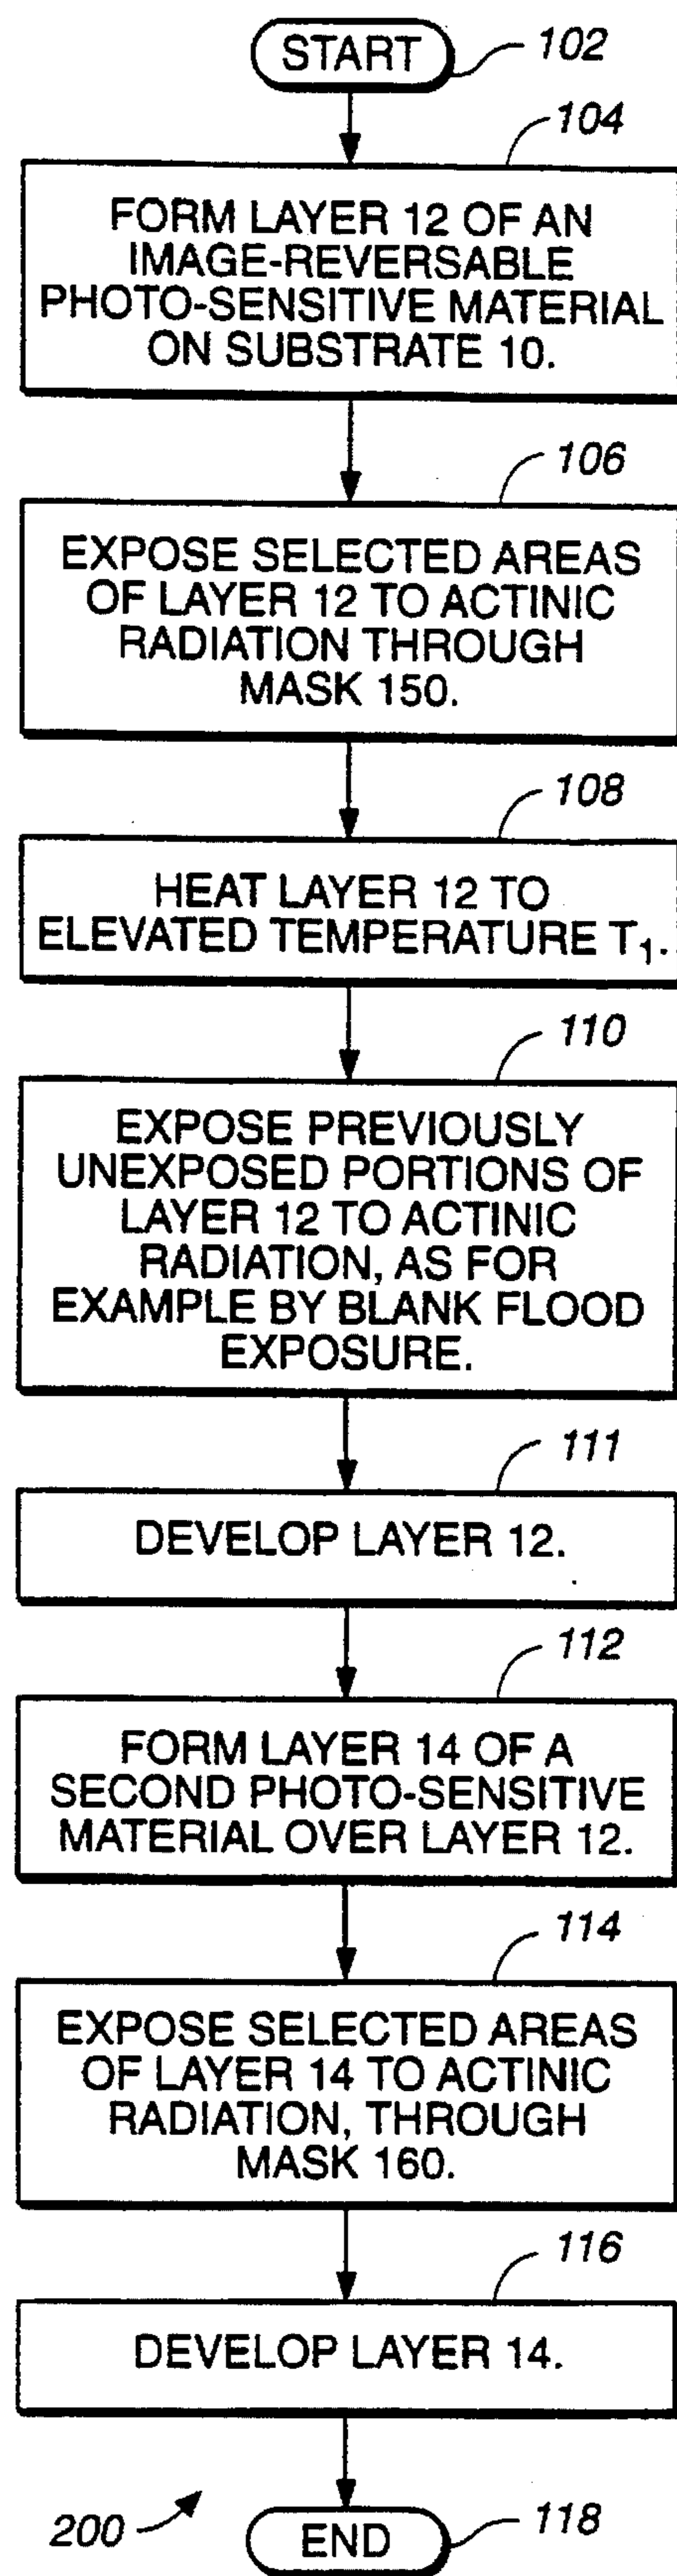 START
102
104
FORM LAYER 12 OF AN
IMAGE-REVERSABLE
PHOTO-SENSITIVE MATERIAL
ON SUBSTRATE 10.
106
EXPOSE SELECTED AREAS
OF LAYER 12 TO ACTINIC
RADIATION THROUGH
MASK 150.
108
HEAT LAYER 12 TO
ELEVATED TEMPERATURE T1.
110
EXPOSE PREVIOUSLY
UNEXPOSED PORTIONS OF
LAYER 12 TO ACTINIC
RADIATION, AS FOR
EXAMPLE BY BLANK FLOOD
EXPOSURE.
111
DEVELOP LAYER 12.
112
FORM LAYER 14 OF A
SECOND PHOTO-SENSITIVE
MATERIAL OVER LAYER 12.
114
EXPOSE SELECTED AREAS
OF LAYER 14 TO ACTINIC
RADIATION, THROUGH
MASK 160.
116
DEVELOP LAYER 14.
200
END
118